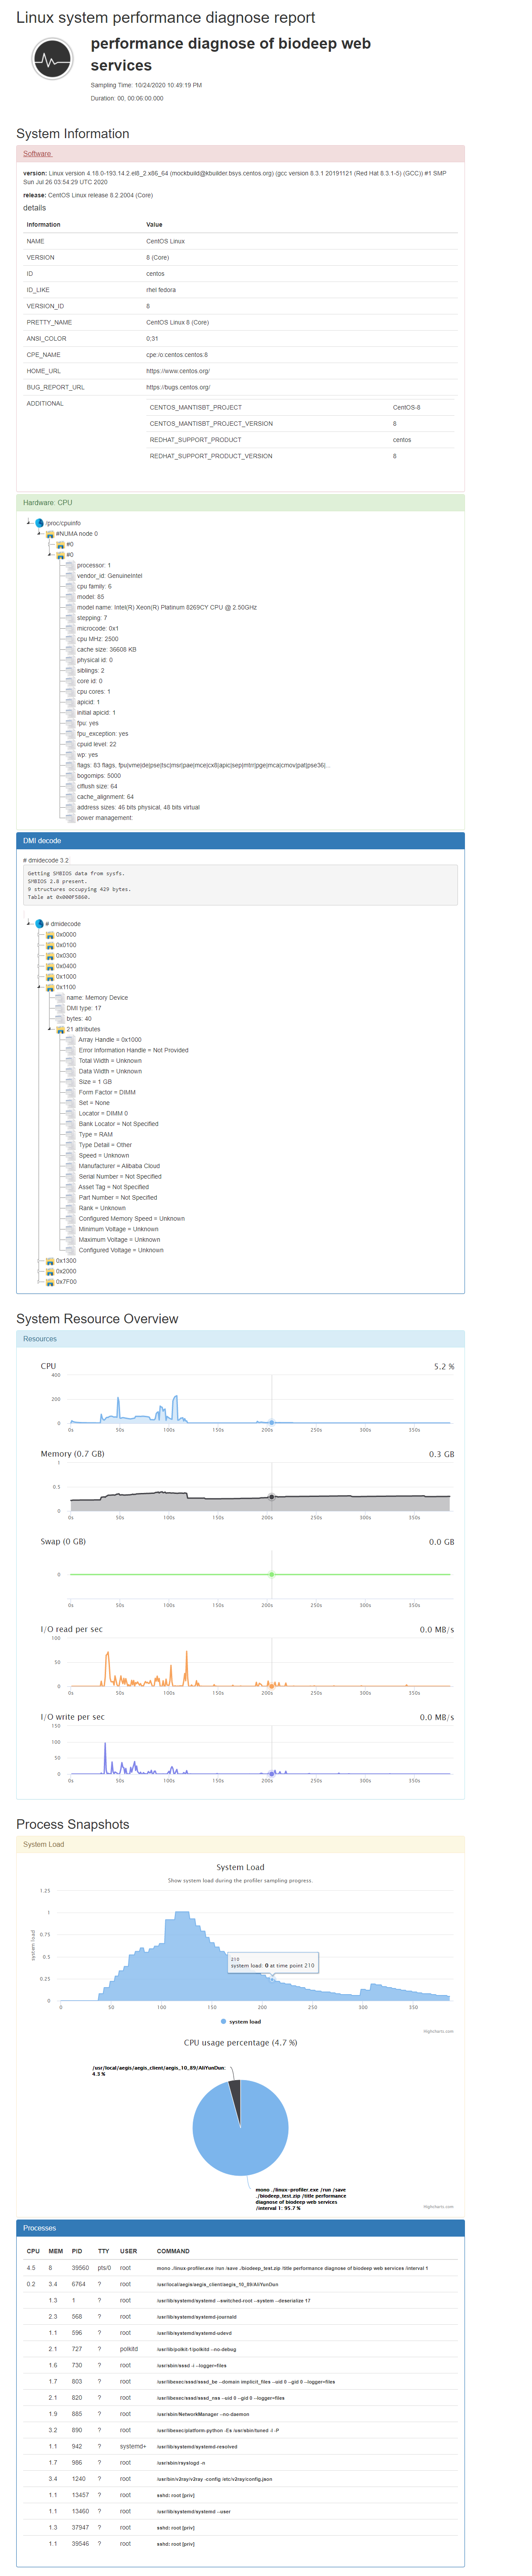 Linux system performance diagnose report
performance diagnose of biodeep web
services
Sampling Time: 10/24/2020 10:49:19 PM
Duration: 00, 00:06:00.000
System Information
Software
version: Linux version 4.18.0-193.14.2.el8_2.x86_64 (mockbuild@kbuilder.bsys.centos.org) (gcc version 8.3.1 20191121 (Red Hat 8.3.1-5) (GCC)) #1 SMP
Sun Jul 26 03:54:29 UTC 2020
release: CentOS Linux release 8.2.2004 (Core)
details
Information Value
NAME CentOS Linux
VERSION 8 (Core)
ID centos
ID_LIKE rhel fedora
VERSION_ID 8
PRETTY_NAME CentOS Linux 8 (Core)
ANSI_COLOR 0;31
CPE_NAME cpe:/o:centos:centos:8
HOME_URL https://www.centos.org/
BUG_REPORT_URL https://bugs.centos.org/
ADDITIONAL CENTOS_MANTISBT_PROJECT CentOS-8
CENTOS_MANTISBT_PROJECT_VERSION 8
REDHAT_SUPPORT_PRODUCT centos
REDHAT_SUPPORT_PRODUCT_VERSION 8
Hardware: CPU
/proc/cpuinfo
#NUMA node 0
#0
#0
processor: 1
vendor_id: GenuineIntel
cpu family: 6
model: 85
model name: Intel(R) Xeon(R) Platinum 8269CY CPU @ 2.50GHz
stepping: 7
microcode: 0x1
cpu MHz: 2500
cache size: 36608 KB
physical id: 0
siblings: 2
core id: 0
cpu cores: 1
apicid: 1
initial apicid: 1
fpu: yes
fpu_exception: yes
cpuid level: 22
wp: yes
flags: 83 flags, fpu|vme|de|pse|tsc|msr|pae|mce|cx8|apic|sep|mtrr|pge|mca|cmov|pat|pse36|...
bogomips: 5000
clflush size: 64
cache_alignment: 64
address sizes: 46 bits physical, 48 bits virtual
power management:
DMI decode
# dmidecode 3.2
Getting SMBIOS data from sysfs.
SMBIOS 2.8 present.
9 structures occupying 429 bytes.
Table at 0x000F5860.
# dmidecode
0x0000
0x0100
0x0300
0x0400
0x1000
0x1100
name: Memory Device
DMI type: 17
bytes: 40
21 attributes
Array Handle = 0x1000
Error Information Handle = Not Provided
Total Width = Unknown
Data Width = Unknown
Size = 1 GB
Form Factor = DIMM
Set = None
Locator = DIMM 0
Bank Locator = Not Specified
Type = RAM
Type Detail = Other
Speed = Unknown
Manufacturer = Alibaba Cloud
Serial Number = Not Specified
Asset Tag = Not Specified
Part Number = Not Specified
Rank = Unknown
Configured Memory Speed = Unknown
Minimum Voltage = Unknown
Maximum Voltage = Unknown
Configured Voltage = Unknown
0x1300
0x2000
0x7F00
System Resource Overview
Resources
CPU 5.2 %
400
200
0
0s 50s 100s 150s 200s 250s 300s 350s
Memory (0.7 GB) 0.3 GB
1
0.5
0
0s 50s 100s 150s 200s 250s 300s 350s
Swap (0 GB) 0.0 GB
0
0s 50s 100s 150s 200s 250s 300s 350s
I/O read per sec 0.0 MB/s
100
50
0
0s 50s 100s 150s 200s 250s 300s 350s
I/O write per sec 0.0 MB/s
150
100
50
0
0s 50s 100s 150s 200s 250s 300s 350s
Process Snapshots
System Load
System Load
Show system load during the profiler sampling progress.
1.25
1
0.75
0.5
0.25
0
system load
210
system load: 0 at time point 210
0 50 100 150 200 250 300 350
system load
Highcharts.com
CPU usage percentage (4.7 %)
/usr/local/aegis/aegis_client/aegis_10_89/AliYunDun:
4.3 %
mono ./linux-profiler.exe /run /save
./biodeep_test.zip /title performance
diagnose of biodeep web services
/interval 1: 95.7 %
Highcharts.com
Processes
CPU MEM PID TTY USER COMMAND
4.5 8 39560 pts/0 root mono ./linux-profiler.exe /run /save ./biodeep_test.zip /title performance diagnose of biodeep web services /interval 1
0.2 3.4 6764 ? root /usr/local/aegis/aegis_client/aegis_10_89/AliYunDun
1.3 1 ? root /usr/lib/systemd/systemd --switched-root --system --deserialize 17
2.3 568 ? root /usr/lib/systemd/systemd-journald
1.1 596 ? root /usr/lib/systemd/systemd-udevd
2.1 727 ? polkitd /usr/lib/polkit-1/polkitd --no-debug
1.6 730 ? root /usr/sbin/sssd -i --logger=files
1.7 803 ? root /usr/libexec/sssd/sssd_be --domain implicit_files --uid 0 --gid 0 --logger=files
2.1 820 ? root /usr/libexec/sssd/sssd_nss --uid 0 --gid 0 --logger=files
1.9 885 ? root /usr/sbin/NetworkManager --no-daemon
3.2 890 ? root /usr/libexec/platform-python -Es /usr/sbin/tuned -l -P
1.1 942 ? systemd+ /usr/lib/systemd/systemd-resolved
1.7 986 ? root /usr/sbin/rsyslogd -n
3.4 1240 ? root /usr/bin/v2ray/v2ray -config /etc/v2ray/config.json
1.1 13457 ? root sshd: root [priv]
1.1 13460 ? root /usr/lib/systemd/systemd --user
1.3 37947 ? root sshd: root [priv]
1.1 39546 ? root sshd: root [priv]